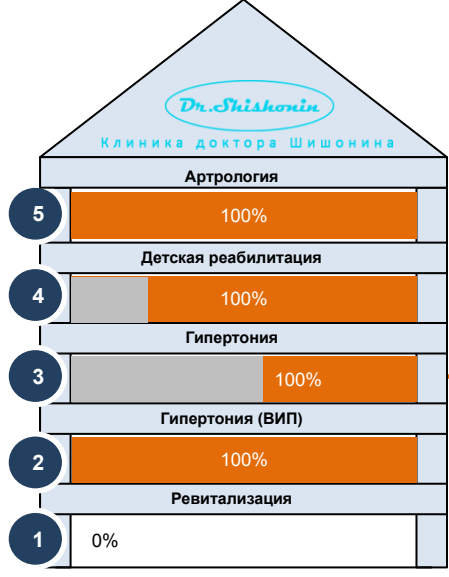 Dr.Shishonin
Клиника доктора Шишонина
Артрология
5
100%
Детская реабилитация
4
100%
Гипертония
3
100%
Гипертония (ВИП)
2
100%
Ревитализация
1
0%